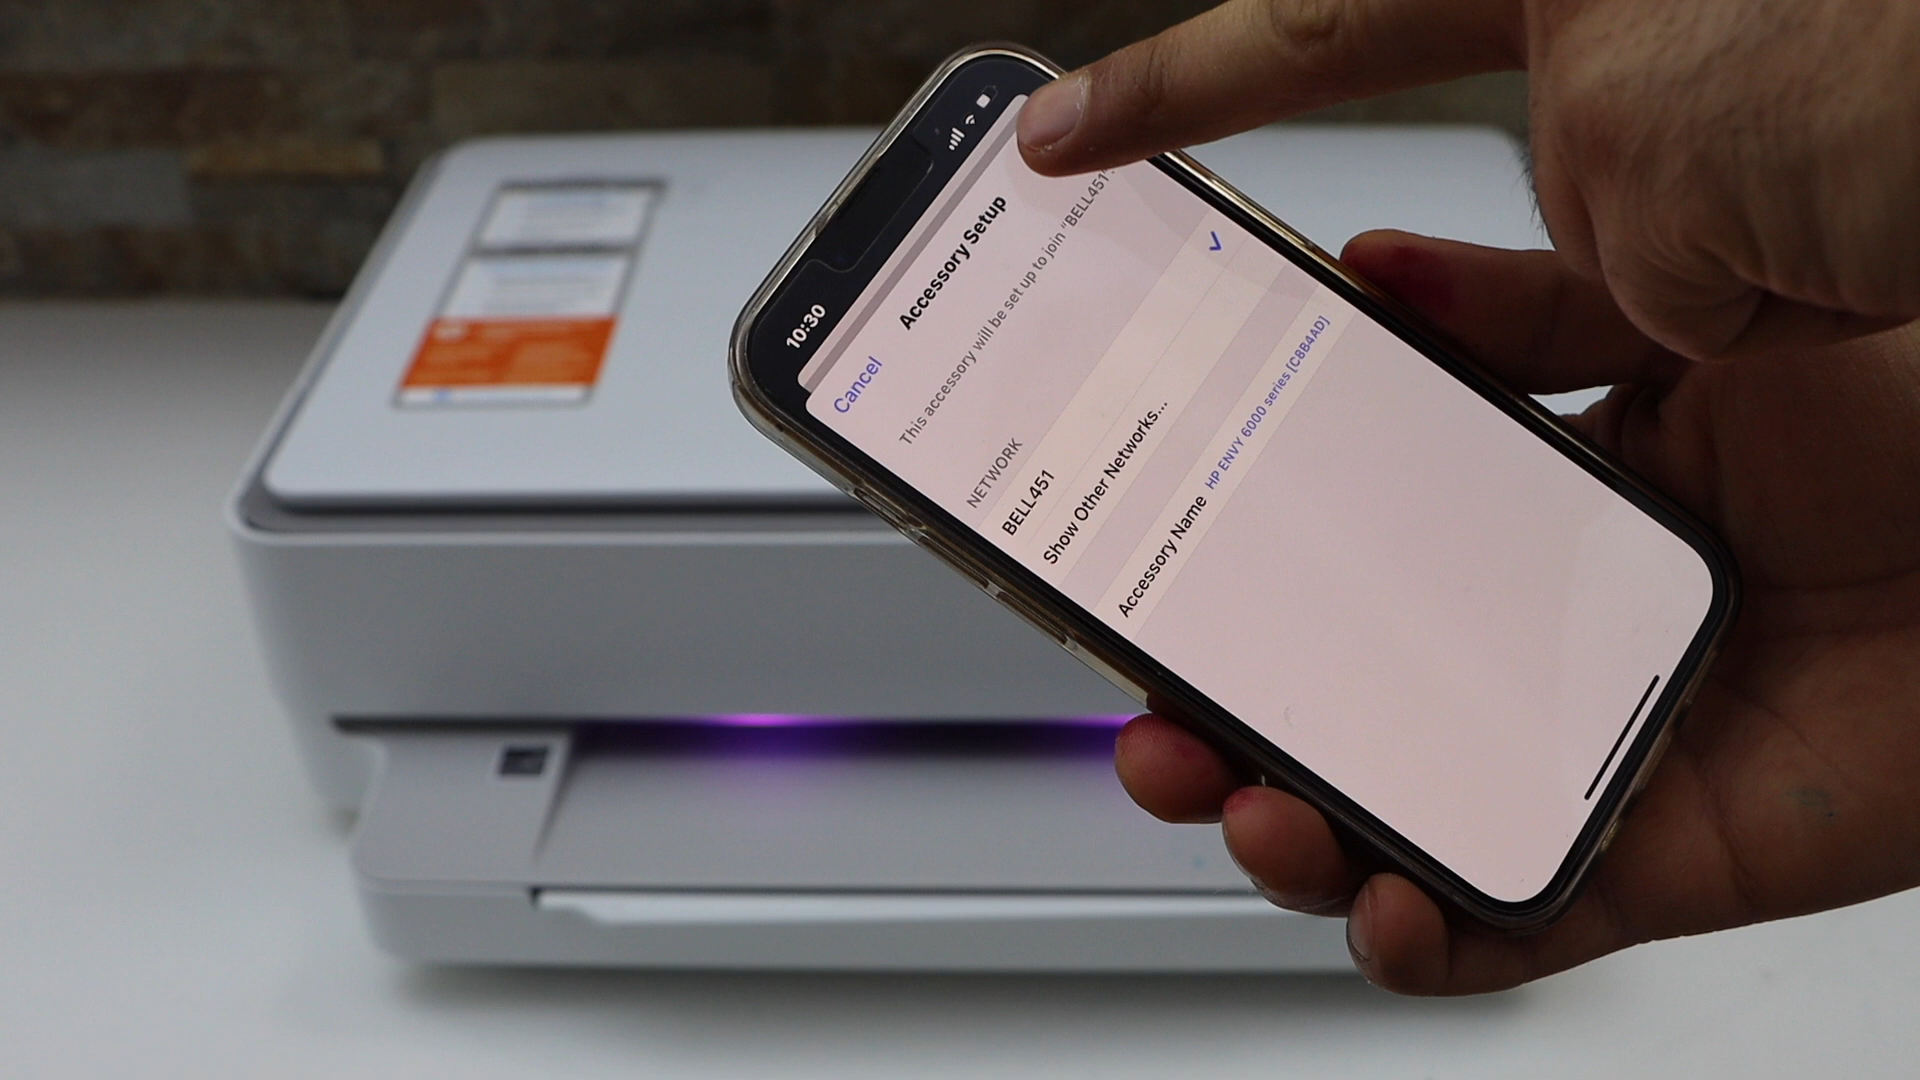 10:30
Cancel
Accessory Setup
This accessory will be set up to join "BELL451".
NETWORK
BELL451
Show Other Networks...
Accessory Name HP ENVY 6000 series [C8B4AD]